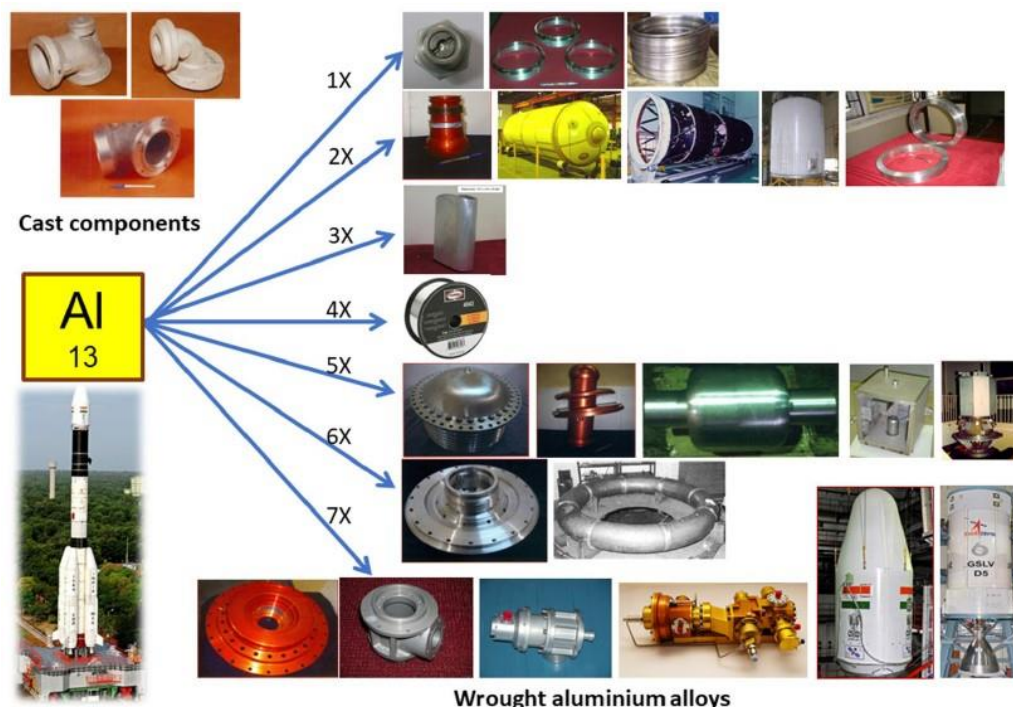 1X
2X
Cast components
3X
Al
13
4X
5X
6X
7X
GSLV
D5
Wrought aluminium alloys